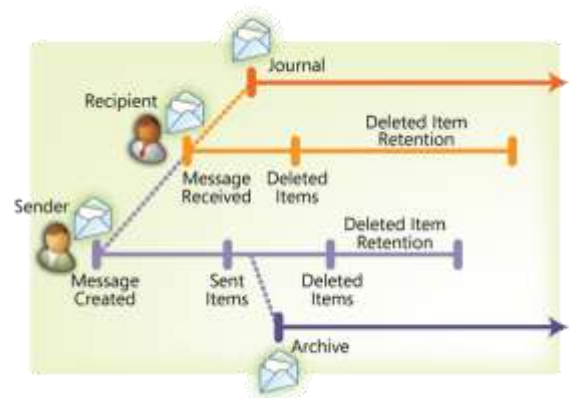 Journal
Recipient
Deleted Item
Retention
Message
Received
Deleted
Items
Sender
Deleted Item
Retention
Message
Created
Sent
Items
Deleted
Items
Archive